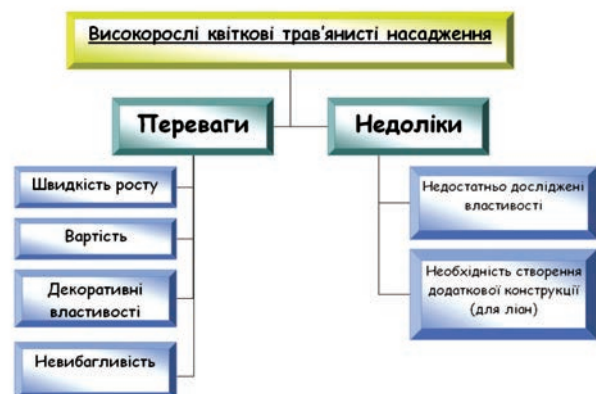 Високорослі квіткові трав'янисті насадження
Переваги
Недоліки
Швидкість росту
Вартість
Декоративні
властивості
Невибагливість
Недостатньо досліджені
властивості
Необхідність створення
додаткової конструкції
(для ліан)